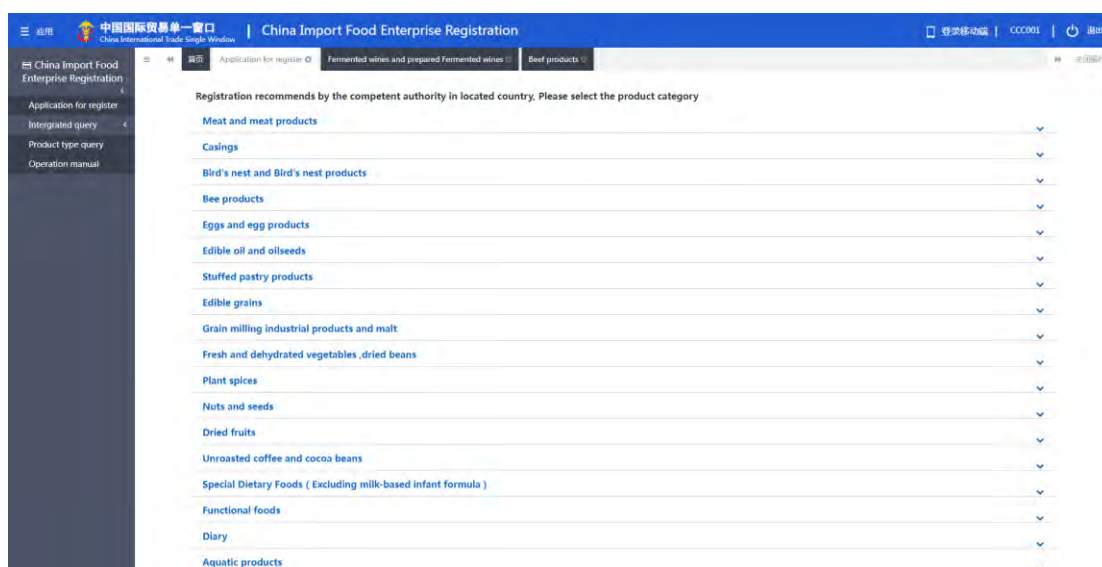 应用
中国国际贸易单一窗口 | China Import Food Enterprise Registration
China International Trade Single Window
登录移动端 | CCC001 | 退出
China Import Food
Enterprise Registration
首页 Application for register Fermented wines and prepared Fermented wines Beef products
Application for register
Intergrated query
Product type query
Operation manual
Registration recommends by the competent authority in located country, Please select the product category
Meat and meat products
Casings
Bird's nest and Bird's nest products
Bee products
Eggs and egg products
Edible oil and oilseeds
Stuffed pastry products
Edible grains
Grain milling industrial products and malt
Fresh and dehydrated vegetables ,dried beans
Plant spices
Nuts and seeds
Dried fruits
Unroasted coffee and cocoa beans
Special Dietary Foods ( Excluding milk-based infant formula )
Functional foods
Diary
Aquatic products